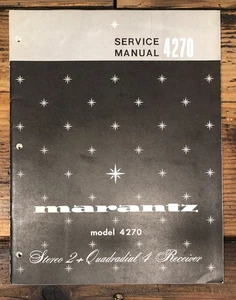 SERVICE
MANUAL 4270
marantz
model 4270
Stereo 2 + Quadradial 4 Receiver